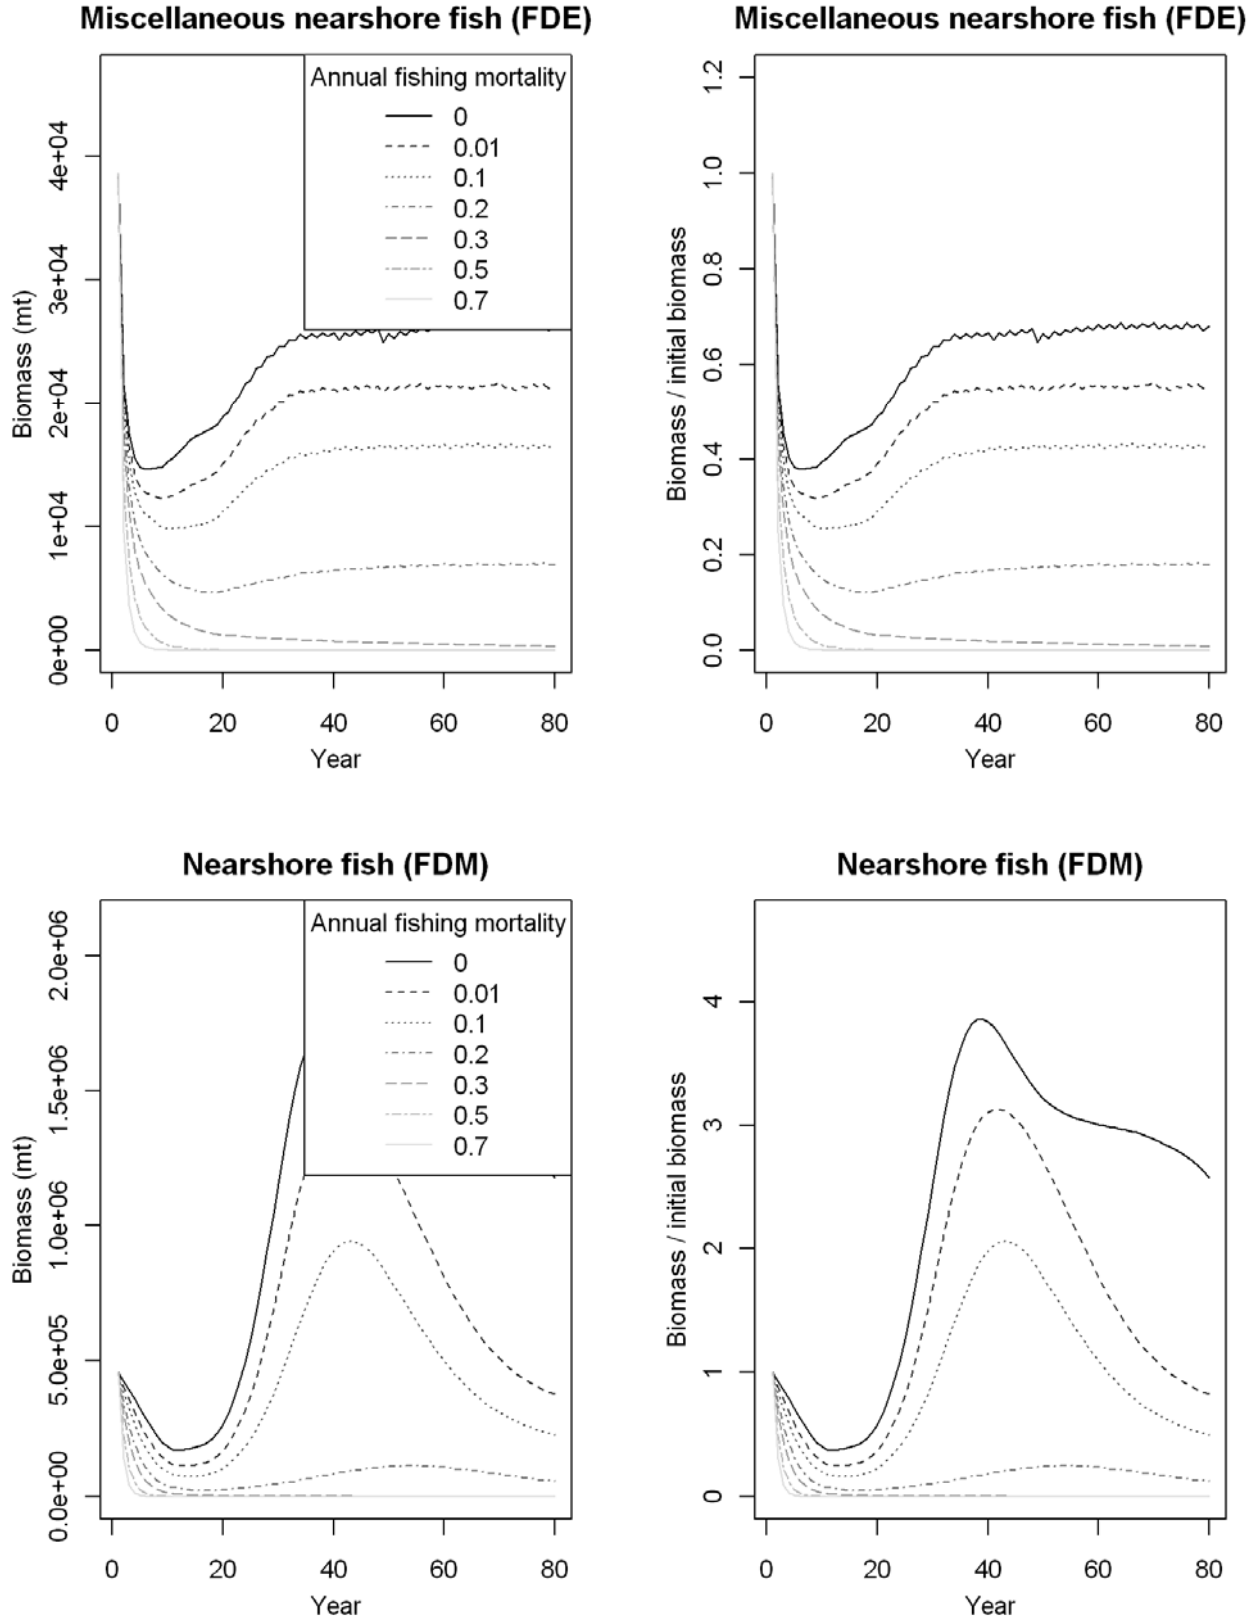 Miscellaneous nearshore fish (FDE)
Biomass (mt)
0e+00 1e+04 2e+04 3e+04 4e+04
Annual fishing mortality
0
0.01
0.1
0.2
0.3
0.5
0.7
0 20 40 60 80
Year
Miscellaneous nearshore fish (FDE)
Biomass / initial biomass
0.0 0.2 0.4 0.6 0.8 1.0 1.2
0 20 40 60 80
Year
Nearshore fish (FDM)
Biomass (mt)
0.0e+00 5.0e+05 1.0e+06 1.5e+06 2.0e+06
Annual fishing mortality
0
0.01
0.1
0.2
0.3
0.5
0.7
0 20 40 60 80
Year
Nearshore fish (FDM)
Biomass / initial biomass
0 1 2 3 4
0 20 40 60 80
Year